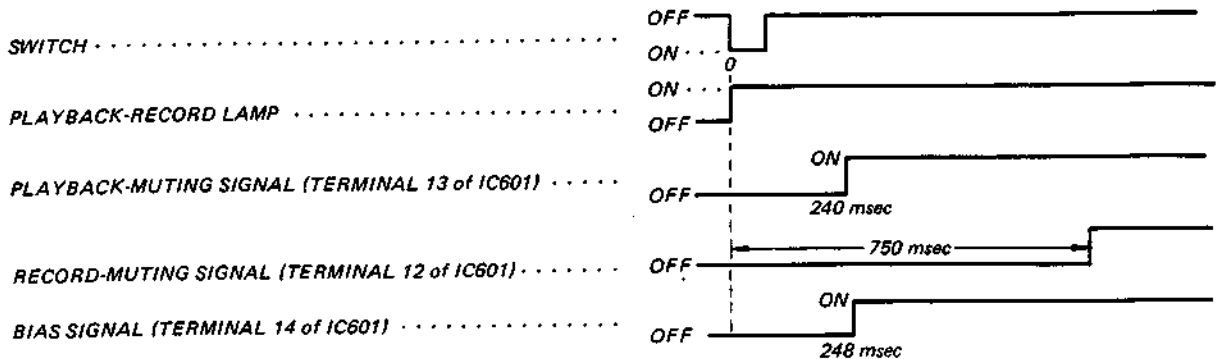 OFF
SWITCH
ON
0
ON
PLAYBACK-RECORD LAMP
OFF
ON
PLAYBACK-MUTING SIGNAL (TERMINAL 13 of IC601)
OFF
240 msec
750 msec
RECORD-MUTING SIGNAL (TERMINAL 12 of IC601)
OFF
ON
BIAS SIGNAL (TERMINAL 14 of IC601)
OFF
248 msec